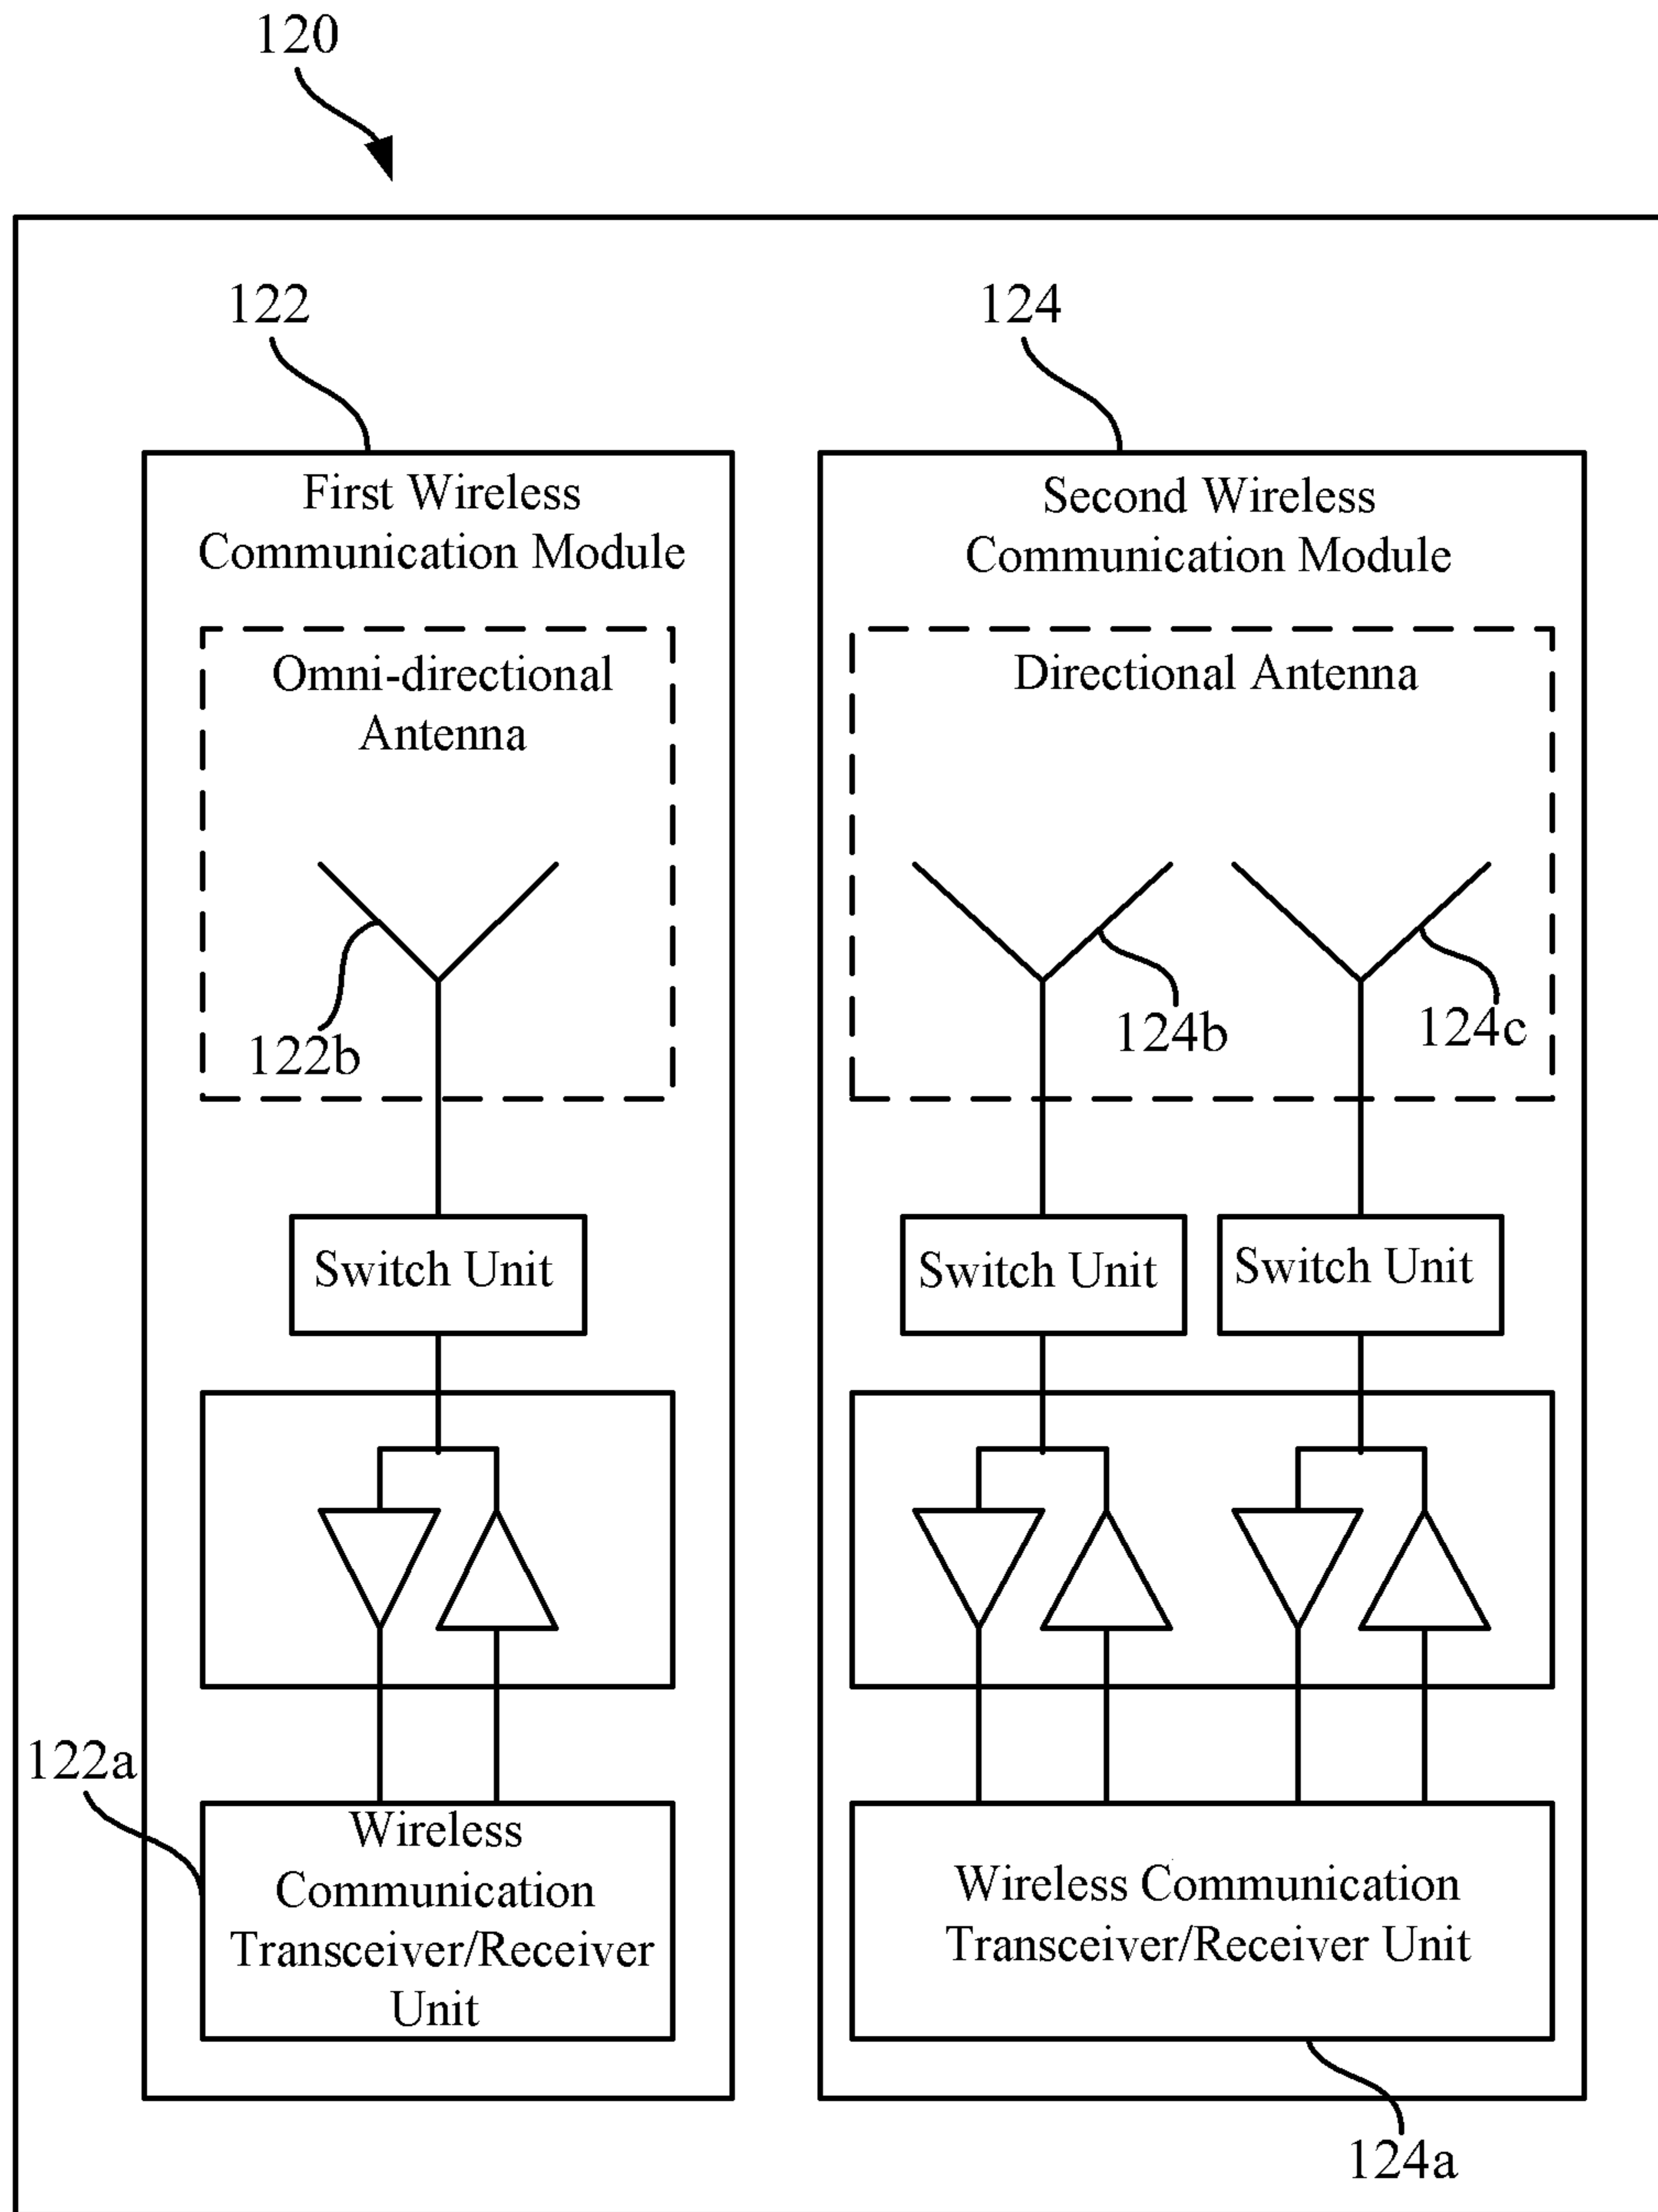 120
122
124
First Wireless
Communication Module
Second Wireless
Communication Module
Omni-directional
Antenna
Directional Antenna
122b
124b
124c
Switch Unit
Switch Unit
Switch Unit
122a
Wireless
Communication
Transceiver/Receiver
Unit
Wireless Communication
Transceiver/Receiver Unit
124a